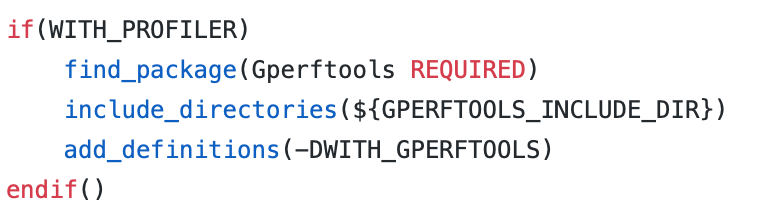 if(WITH_PROFILER)
    find_package(Gperftools REQUIRED)
    include_directories(${GPERFTOOLS_INCLUDE_DIR})
    add_definitions(-DWITH_GPERFTOOLS)
endif()